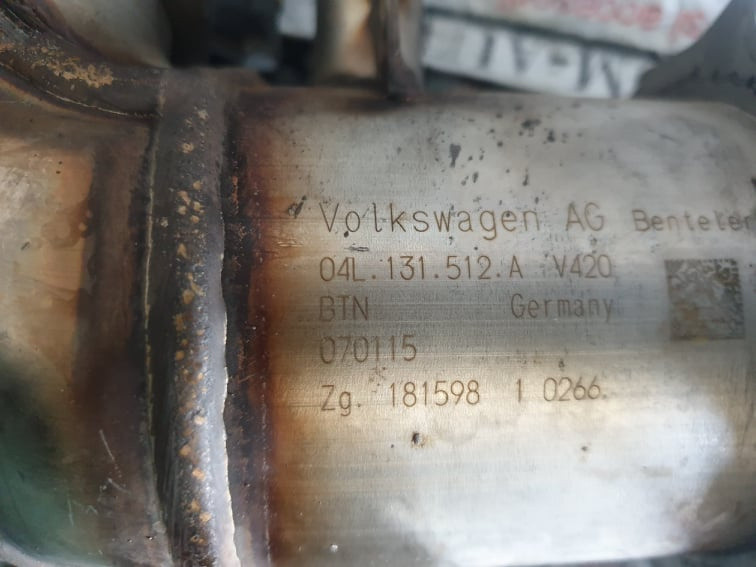 Volkswagen AG Benteler
04L.131.512.A V420
BTN Germany
070115
Zg. 181598 1 0266.